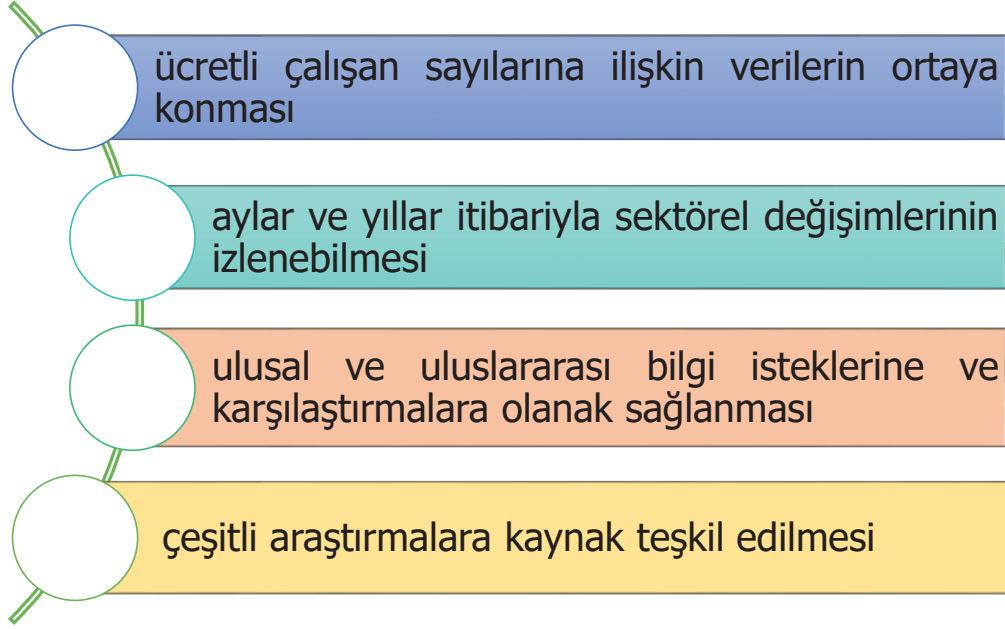 ücretli çalışan sayılarına ilişkin verilerin ortaya
konması
aylar ve yıllar itibariyla sektörel değişimlerinin
izlenebilmesi
ulusal ve uluslararası bilgi isteklerine ve
karşılaştırmalara olanak sağlanması
çeşitli araştırmalara kaynak teşkil edilmesi